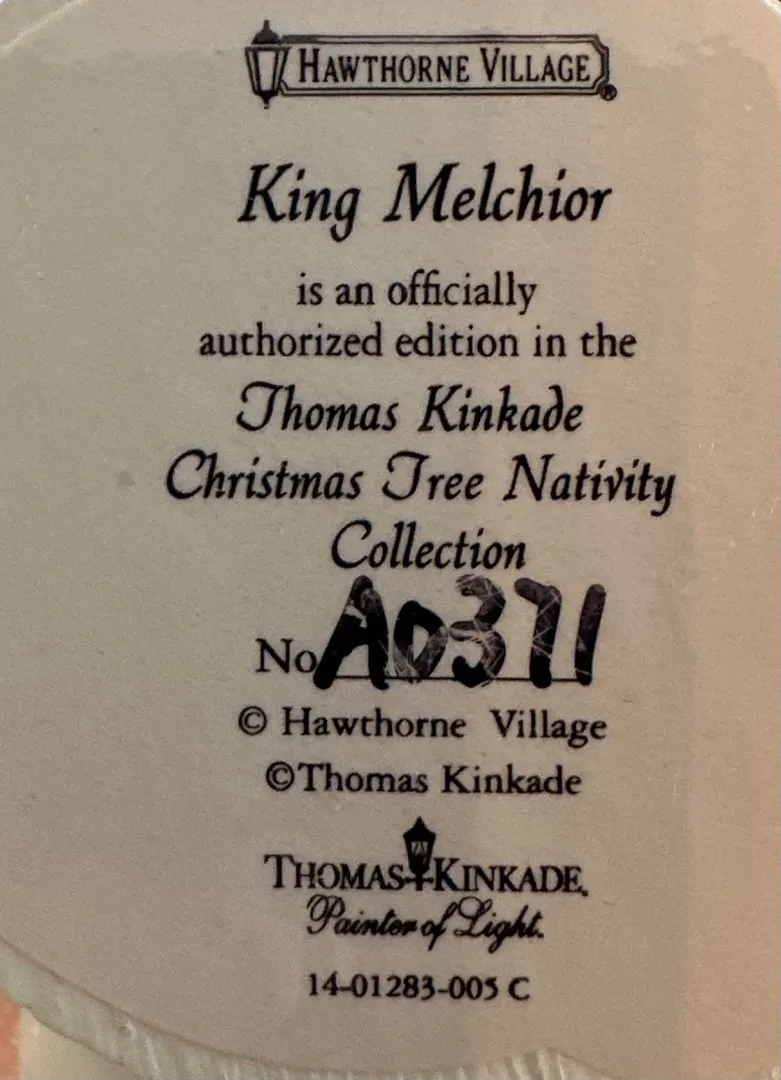 HAWTHORNE VILLAGE®
King Melchior
is an officially
authorized edition in the
Thomas Kinkade
Christmas Tree Nativity
Collection
No A0371
© Hawthorne Village
©Thomas Kinkade
THOMAS KINKADE
Painter of Light.
14-01283-005 C